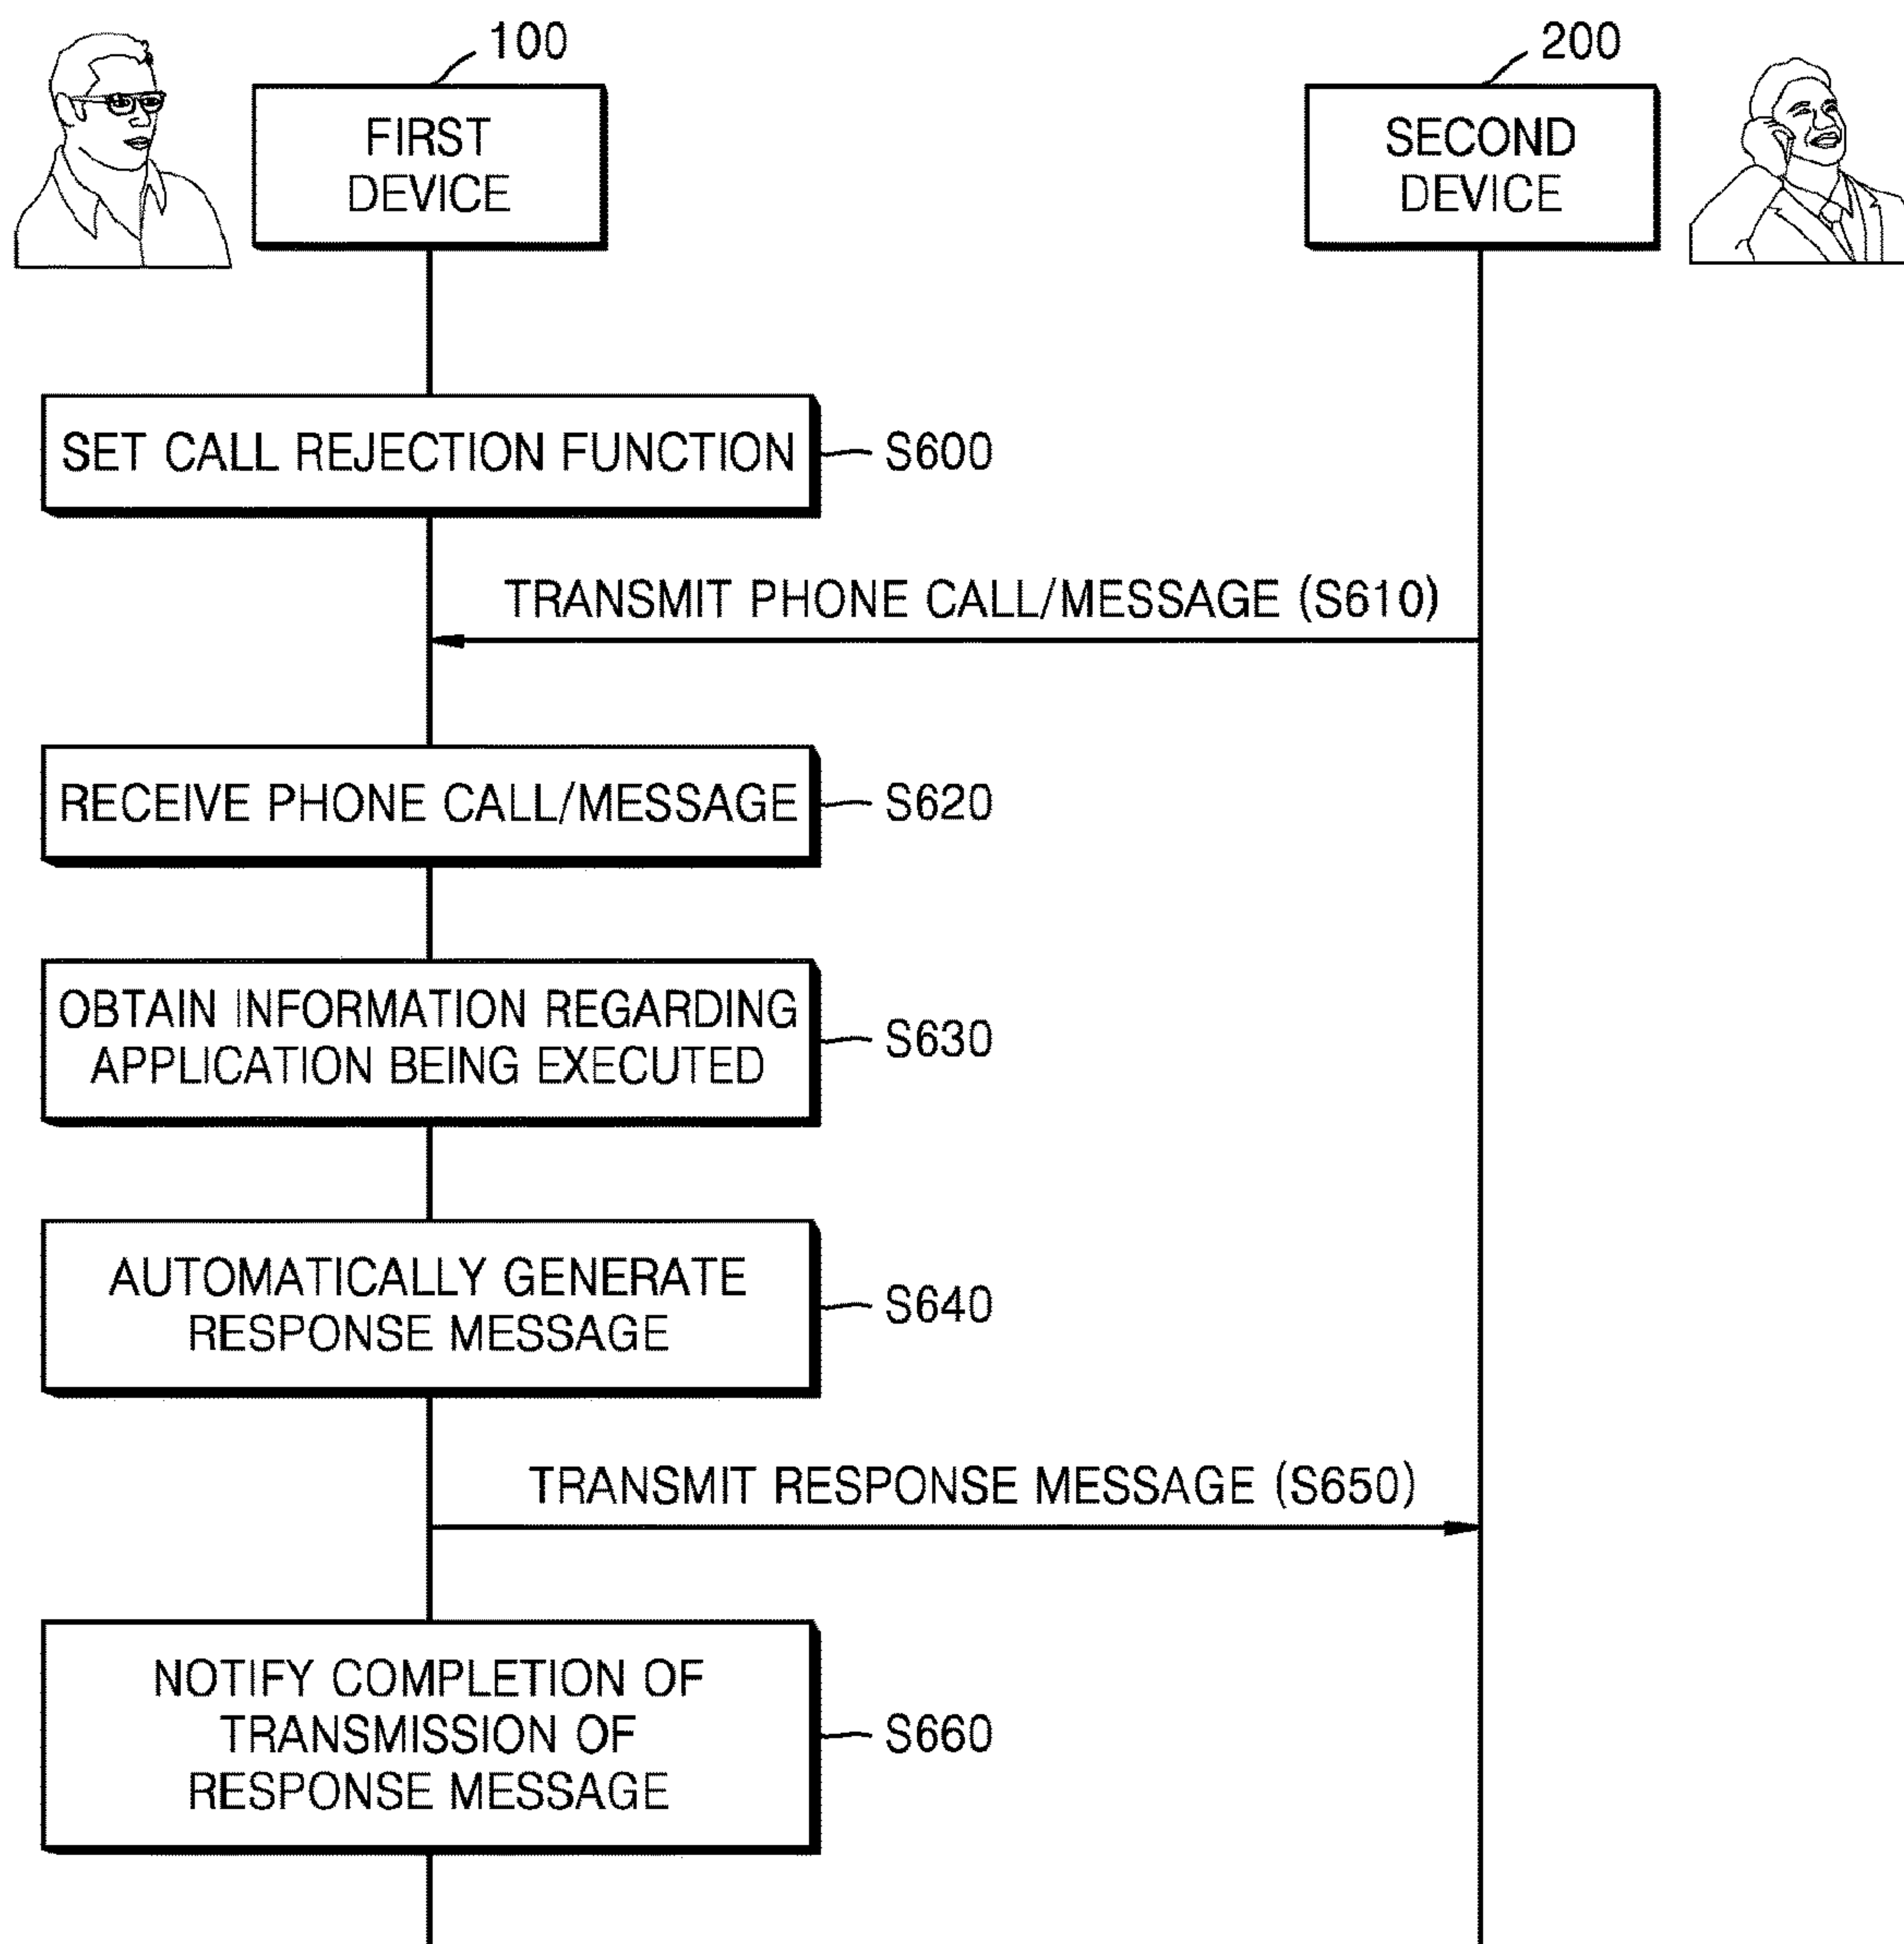 100
200
FIRST
DEVICE
SECOND
DEVICE
SET CALL REJECTION FUNCTION
S600
TRANSMIT PHONE CALL/MESSAGE (S610)
RECEIVE PHONE CALL/MESSAGE
S620
OBTAIN INFORMATION REGARDING
APPLICATION BEING EXECUTED
S630
AUTOMATICALLY GENERATE
RESPONSE MESSAGE
S640
TRANSMIT RESPONSE MESSAGE (S650)
NOTIFY COMPLETION OF
TRANSMISSION OF
RESPONSE MESSAGE
S660